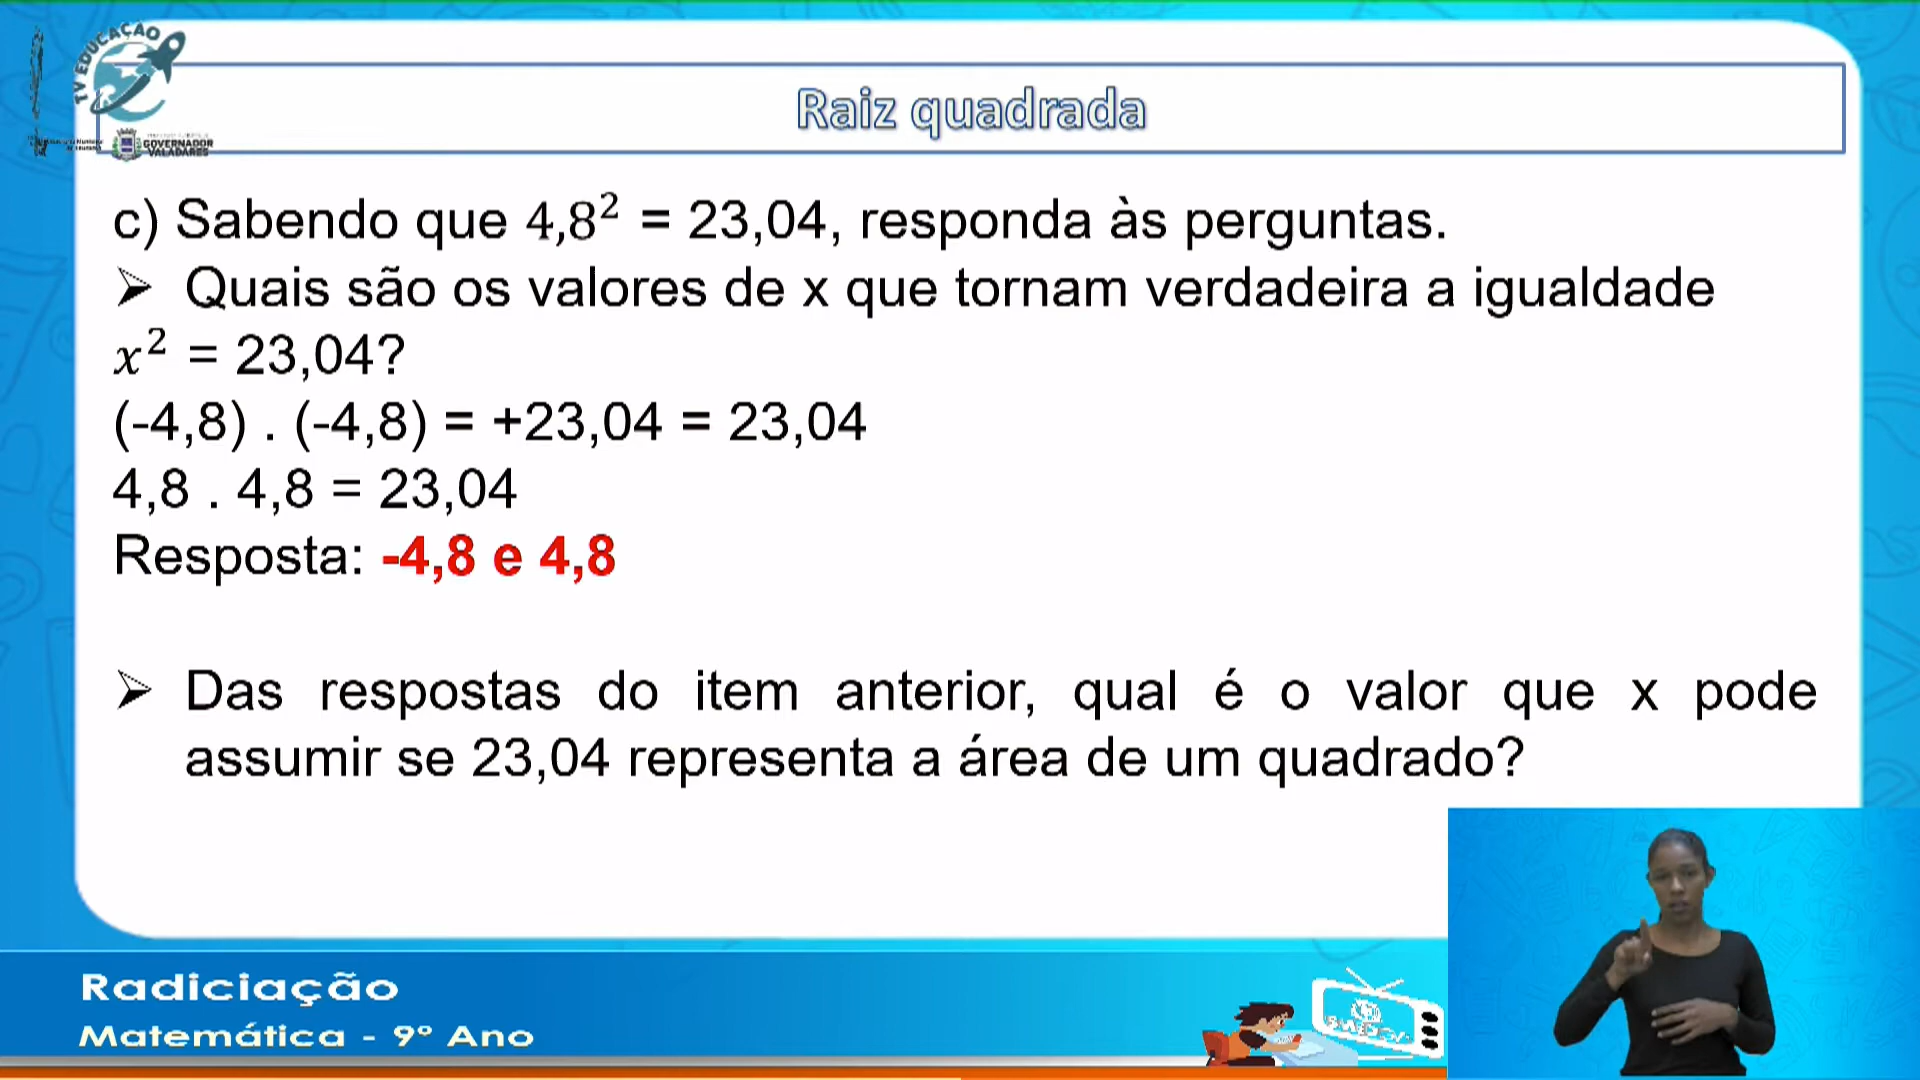 TV EDUCAÇÃO
GOVERNADOR
VALADARES
Raiz quadrada
c) Sabendo que 4,8² = 23,04, responda às perguntas.
➢ Quais são os valores de x que tornam verdadeira a igualdade
x² = 23,04?
(-4,8) . (-4,8) = +23,04 = 23,04
4,8 . 4,8 = 23,04
Resposta: -4,8 e 4,8
➢ Das respostas do item anterior, qual é o valor que x pode
assumir se 23,04 representa a área de um quadrado?
Radiciação
Matemática - 9º Ano